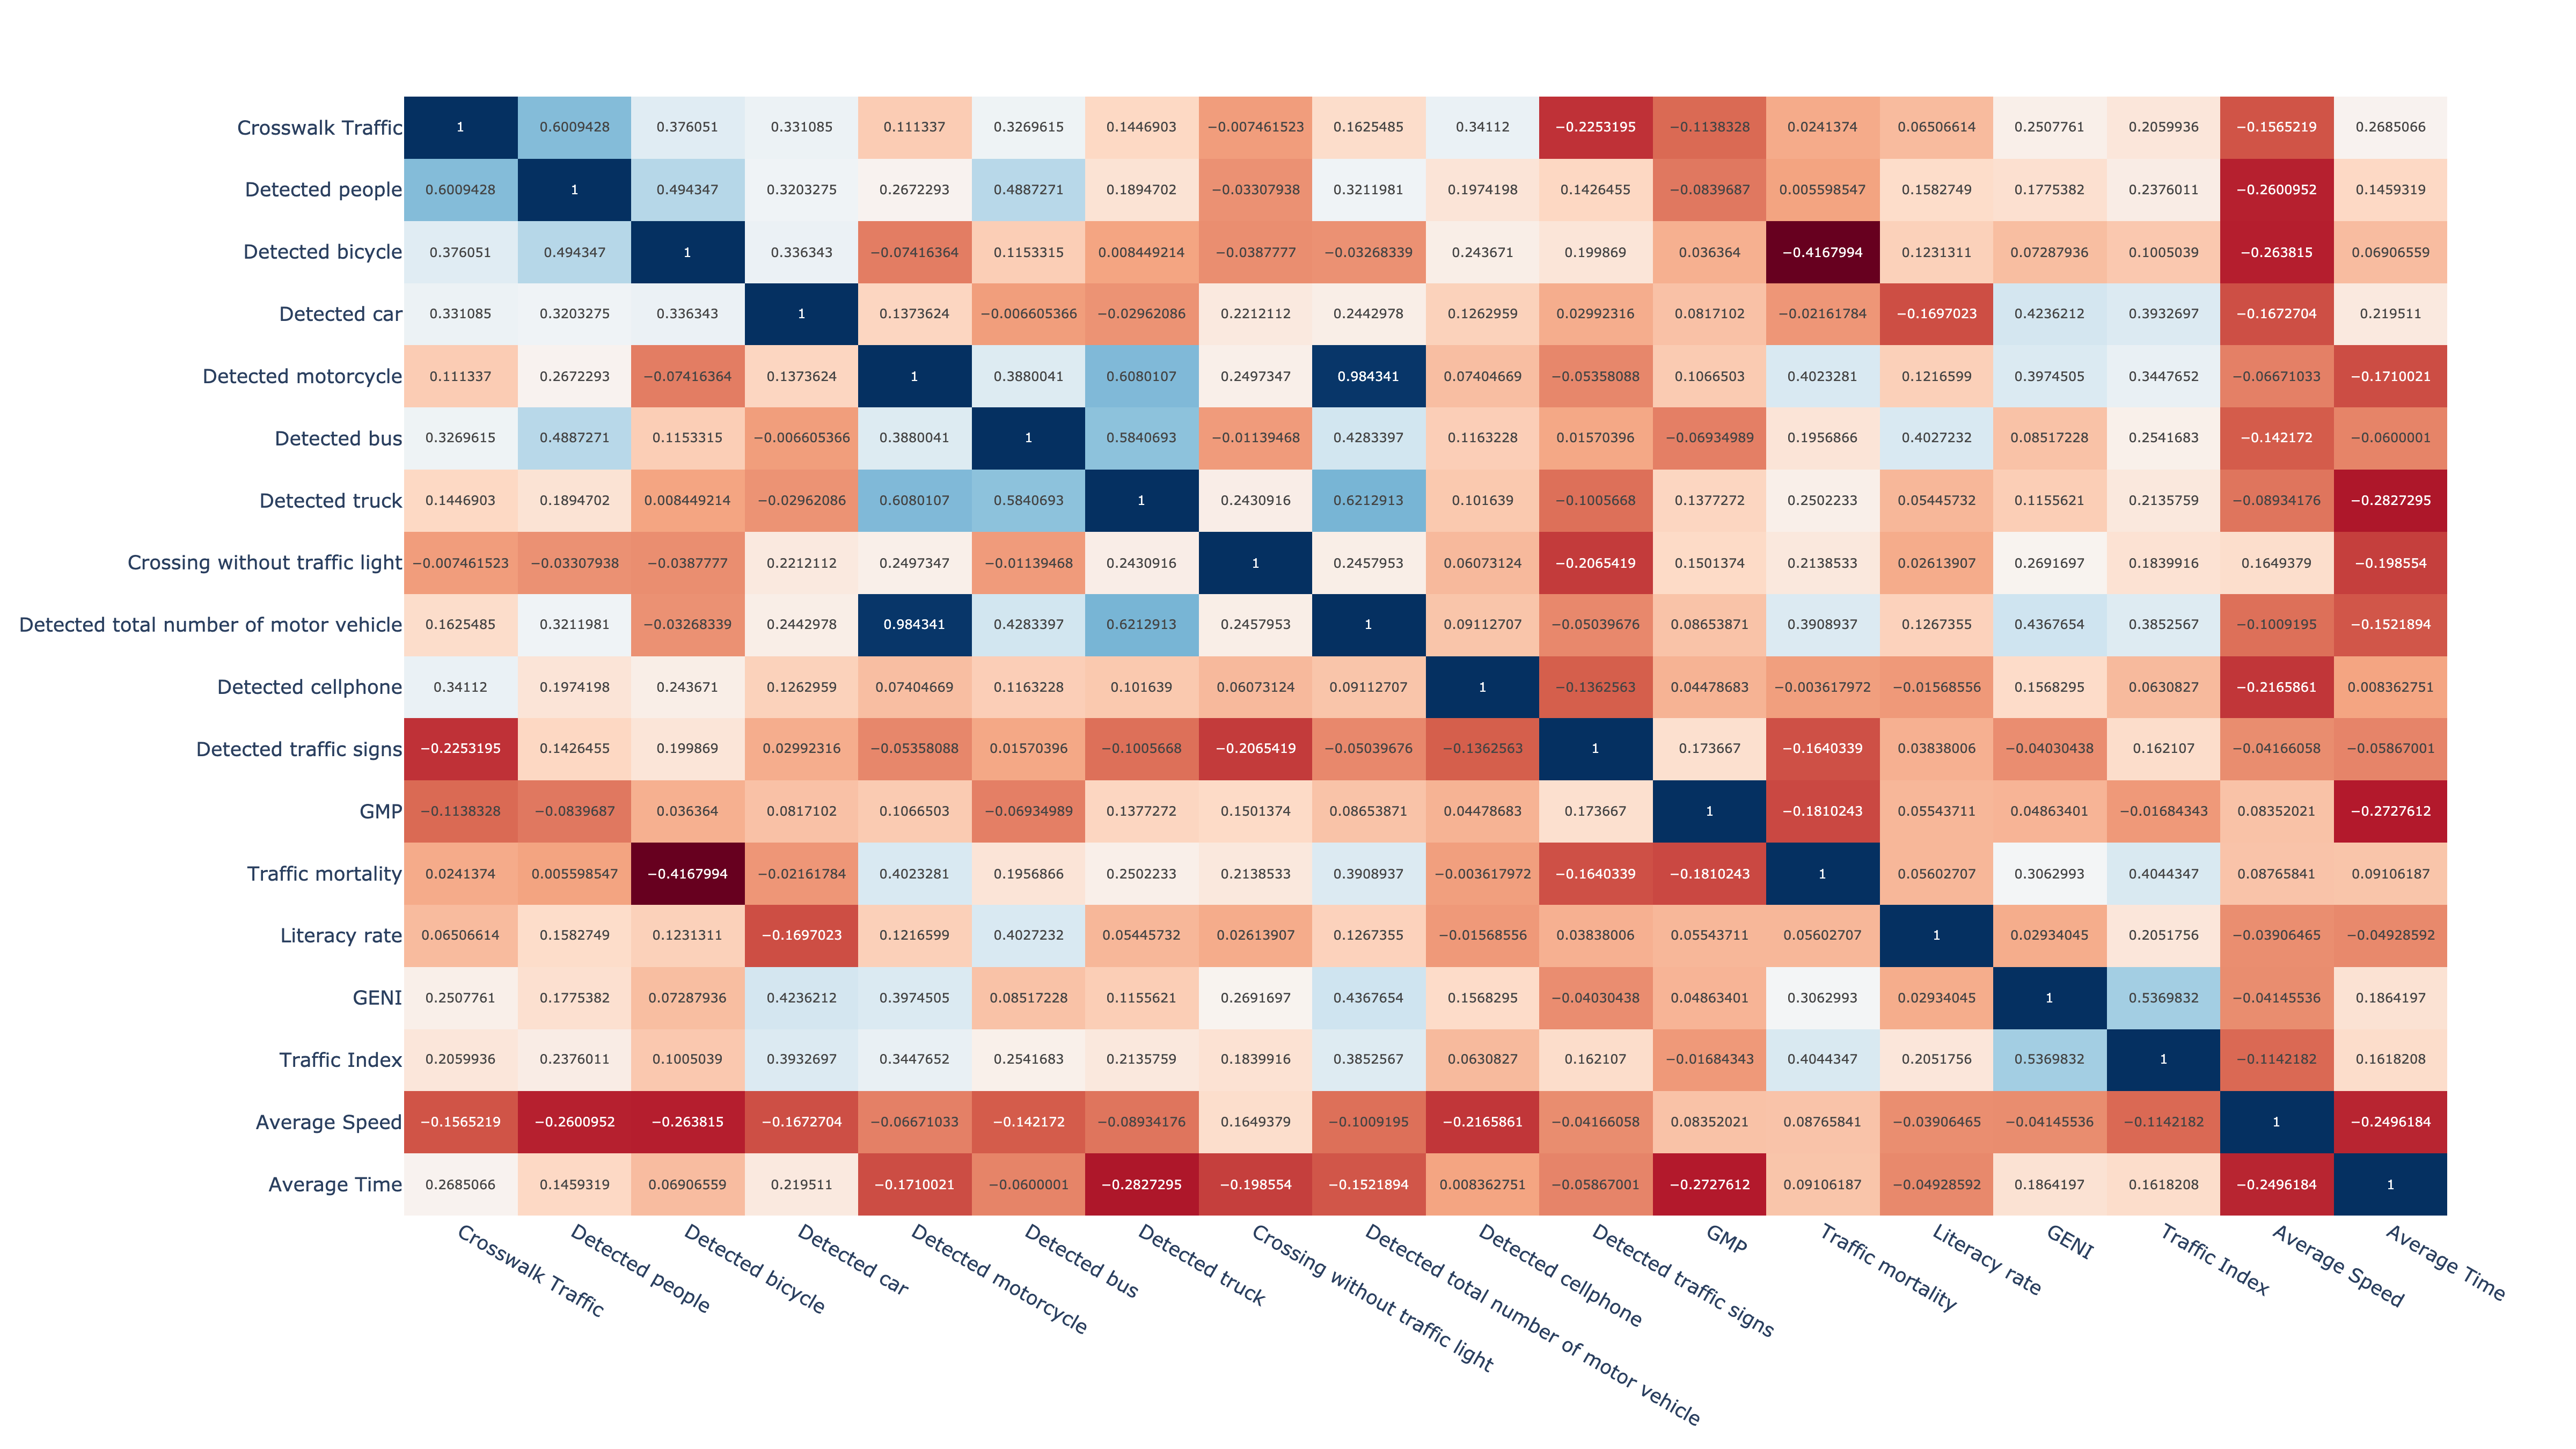 Crosswalk Traffic 1 0.6009428 0.376051 0.331085 0.111337 0.3269615 0.1446903 −0.007461523 0.1625485 0.34112 −0.2253195 −0.1138328 0.0241374 0.06506614 0.2507761 0.2059936 −0.1565219 0.2685066
Detected people 0.6009428 1 0.494347 0.3203275 0.2672293 0.4887271 0.1894702 −0.03307938 0.3211981 0.1974198 0.1426455 −0.0839687 0.005598547 0.1582749 0.1775382 0.2376011 −0.2600952 0.1459319
Detected bicycle 0.376051 0.494347 1 0.336343 −0.07416364 0.1153315 0.008449214 −0.0387777 −0.03268339 0.243671 0.199869 0.036364 −0.4167994 0.1231311 0.07287936 0.1005039 −0.263815 0.06906559
Detected car 0.331085 0.3203275 0.336343 1 0.1373624 −0.006605366 −0.02962086 0.2212112 0.2442978 0.1262959 0.02992316 0.0817102 −0.02161784 −0.1697023 0.4236212 0.3932697 −0.1672704 0.219511
Detected motorcycle 0.111337 0.2672293 −0.07416364 0.1373624 1 0.3880041 0.6080107 0.2497347 0.984341 0.07404669 −0.05358088 0.1066503 0.4023281 0.1216599 0.3974505 0.3447652 −0.06671033 −0.1710021
Detected bus 0.3269615 0.4887271 0.1153315 −0.006605366 0.3880041 1 0.5840693 −0.01139468 0.4283397 0.1163228 0.01570396 −0.06934989 0.1956866 0.4027232 0.08517228 0.2541683 −0.142172 −0.0600001
Detected truck 0.1446903 0.1894702 0.008449214 −0.02962086 0.6080107 0.5840693 1 0.2430916 0.6212913 0.101639 −0.1005668 0.1377272 0.2502233 0.05445732 0.1155621 0.2135759 −0.08934176 −0.2827295
Crossing without traffic light −0.007461523 −0.03307938 −0.0387777 0.2212112 0.2497347 −0.01139468 0.2430916 1 0.2457953 0.06073124 −0.2065419 0.1501374 0.2138533 0.02613907 0.2691697 0.1839916 0.1649379 −0.198554
Detected total number of motor vehicle 0.1625485 0.3211981 −0.03268339 0.2442978 0.984341 0.4283397 0.6212913 0.2457953 1 0.09112707 −0.05039676 0.08653871 0.3908937 0.1267355 0.4367654 0.3852567 −0.1009195 −0.1521894
Detected cellphone 0.34112 0.1974198 0.243671 0.1262959 0.07404669 0.1163228 0.101639 0.06073124 0.09112707 1 −0.1362563 0.04478683 −0.003617972 −0.01568556 0.1568295 0.0630827 −0.2165861 0.008362751
Detected traffic signs −0.2253195 0.1426455 0.199869 0.02992316 −0.05358088 0.01570396 −0.1005668 −0.2065419 −0.05039676 −0.1362563 1 0.173667 −0.1640339 0.03838006 −0.04030438 0.162107 −0.04166058 −0.05867001
GMP −0.1138328 −0.0839687 0.036364 0.0817102 0.1066503 −0.06934989 0.1377272 0.1501374 0.08653871 0.04478683 0.173667 1 −0.1810243 0.05543711 0.04863401 −0.01684343 0.08352021 −0.2727612
Traffic mortality 0.0241374 0.005598547 −0.4167994 −0.02161784 0.4023281 0.1956866 0.2502233 0.2138533 0.3908937 −0.003617972 −0.1640339 −0.1810243 1 0.05602707 0.3062993 0.4044347 0.08765841 0.09106187
Literacy rate 0.06506614 0.1582749 0.1231311 −0.1697023 0.1216599 0.4027232 0.05445732 0.02613907 0.1267355 −0.01568556 0.03838006 0.05543711 0.05602707 1 0.02934045 0.2051756 −0.03906465 −0.04928592
GENI 0.2507761 0.1775382 0.07287936 0.4236212 0.3974505 0.08517228 0.1155621 0.2691697 0.4367654 0.1568295 −0.04030438 0.04863401 0.3062993 0.02934045 1 0.5369832 −0.04145536 0.1864197
Traffic Index 0.2059936 0.2376011 0.1005039 0.3932697 0.3447652 0.2541683 0.2135759 0.1839916 0.3852567 0.0630827 0.162107 −0.01684343 0.4044347 0.2051756 0.5369832 1 −0.1142182 0.1618208
Average Speed −0.1565219 −0.2600952 −0.263815 −0.1672704 −0.06671033 −0.142172 −0.08934176 0.1649379 −0.1009195 −0.2165861 −0.04166058 0.08352021 0.08765841 −0.03906465 −0.04145536 −0.1142182 1 −0.2496184
Average Time 0.2685066 0.1459319 0.06906559 0.219511 −0.1710021 −0.0600001 −0.2827295 −0.198554 −0.1521894 0.008362751 −0.05867001 −0.2727612 0.09106187 −0.04928592 0.1864197 0.1618208 −0.2496184 1
Crosswalk Traffic
Detected people
Detected bicycle
Detected car
Detected motorcycle
Detected bus
Detected truck
Crossing without traffic light
Detected total number of motor vehicle
Detected cellphone
Detected traffic signs
GMP
Traffic mortality
Literacy rate
GENI
Traffic Index
Average Speed
Average Time